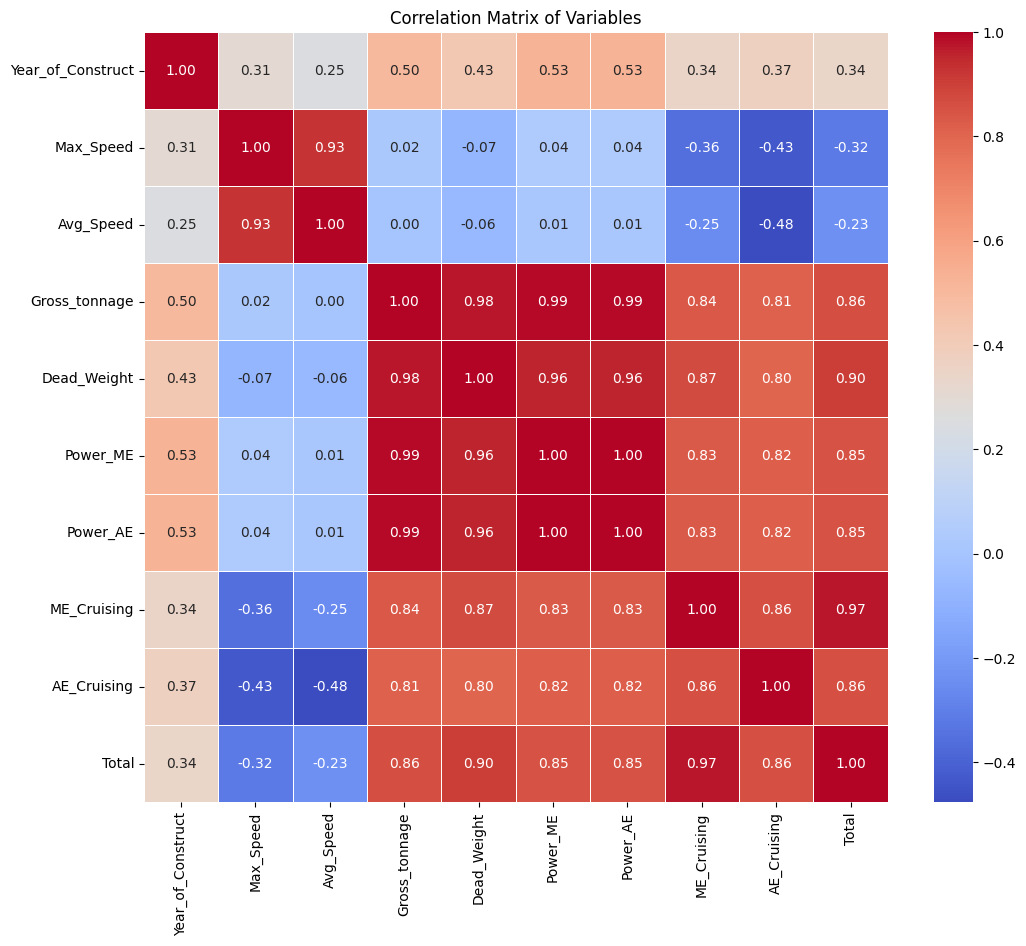 Correlation Matrix of Variables
Year_of_Construct 1.00 0.31 0.25 0.50 0.43 0.53 0.53 0.34 0.37 0.34
Max_Speed 0.31 1.00 0.93 0.02 -0.07 0.04 0.04 -0.36 -0.43 -0.32
Avg_Speed 0.25 0.93 1.00 0.00 -0.06 0.01 0.01 -0.25 -0.48 -0.23
Gross_tonnage 0.50 0.02 0.00 1.00 0.98 0.99 0.99 0.84 0.81 0.86
Dead_Weight 0.43 -0.07 -0.06 0.98 1.00 0.96 0.96 0.87 0.80 0.90
Power_ME 0.53 0.04 0.01 0.99 0.96 1.00 1.00 0.83 0.82 0.85
Power_AE 0.53 0.04 0.01 0.99 0.96 1.00 1.00 0.83 0.82 0.85
ME_Cruising 0.34 -0.36 -0.25 0.84 0.87 0.83 0.83 1.00 0.86 0.97
AE_Cruising 0.37 -0.43 -0.48 0.81 0.80 0.82 0.82 0.86 1.00 0.86
Total 0.34 -0.32 -0.23 0.86 0.90 0.85 0.85 0.97 0.86 1.00
Year_of_Construct
Max_Speed
Avg_Speed
Gross_tonnage
Dead_Weight
Power_ME
Power_AE
ME_Cruising
AE_Cruising
Total
1.0
0.8
0.6
0.4
0.2
0.0
−0.2
−0.4